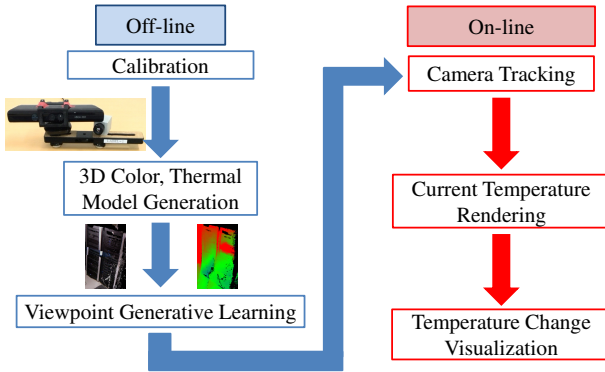 Off-line
Calibration
3D Color, Thermal
Model Generation
Viewpoint Generative Learning
On-line
Camera Tracking
Current Temperature
Rendering
Temperature Change
Visualization